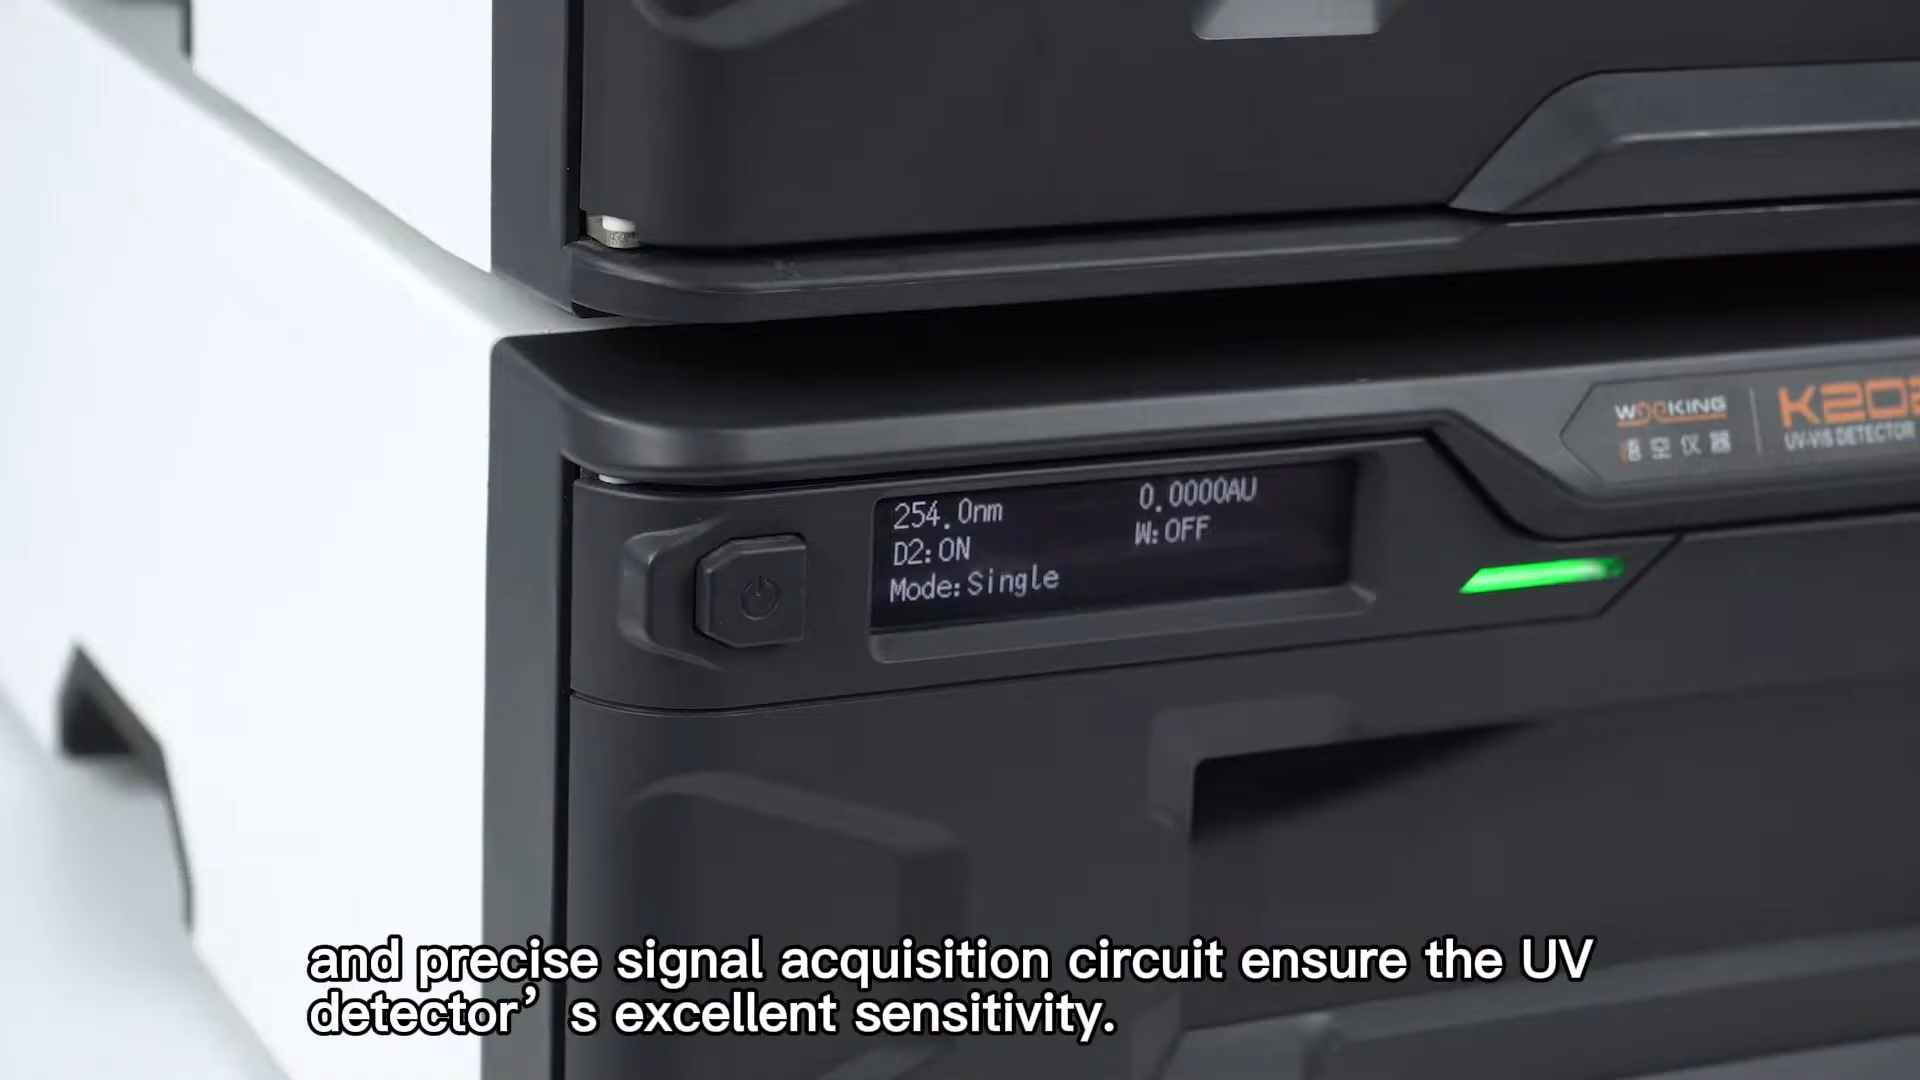 WOOKING
悟空仪器
UV-VIS DETECTOR
254.0nm 0.0000AU
D2:ON W:OFF
Mode:Single
and precise signal acquisition circuit ensure the UV
detector’s excellent sensitivity.